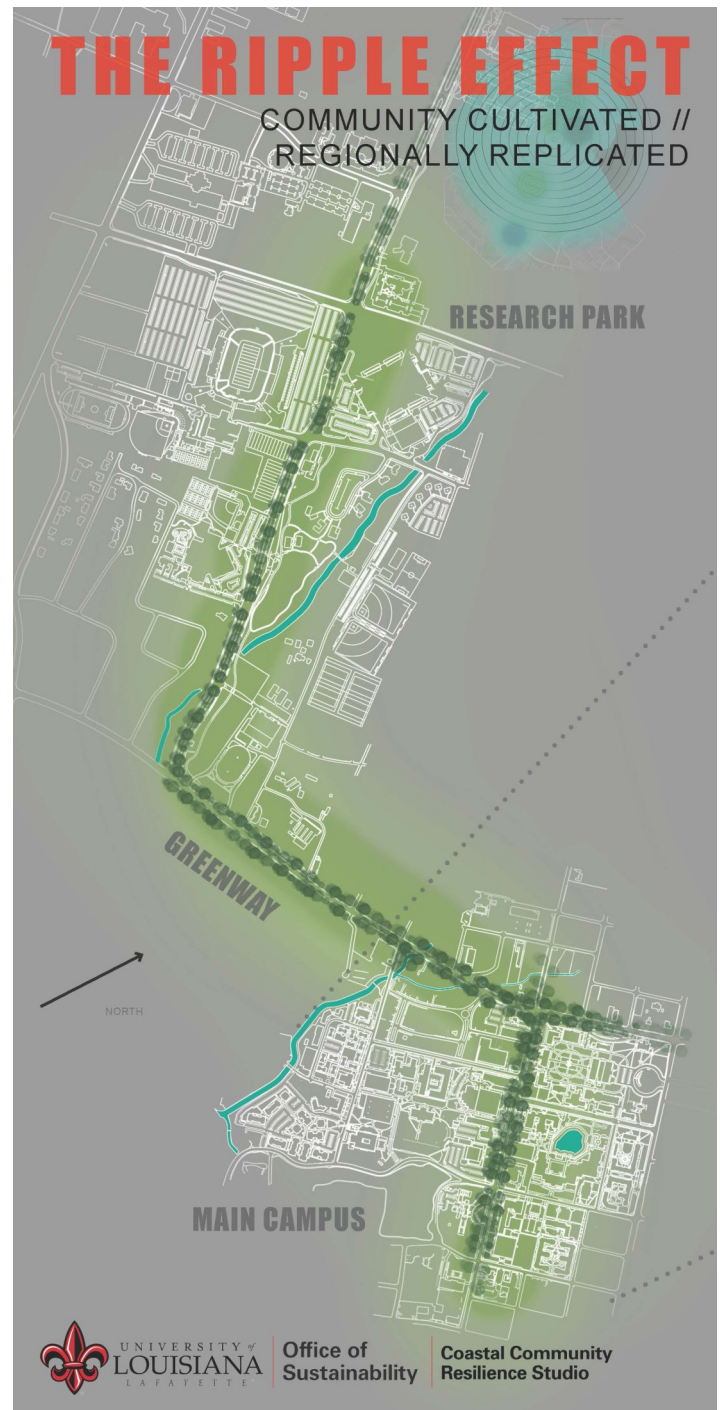 THE RIPPLE EFFECT
COMMUNITY CULTIVATED //
REGIONALLY REPLICATED
RESEARCH PARK
GREENWAY
NORTH
MAIN CAMPUS
UNIVERSITY of
LOUISIANA
LAFAYETTE
Office of
Sustainability
Coastal Community
Resilience Studio